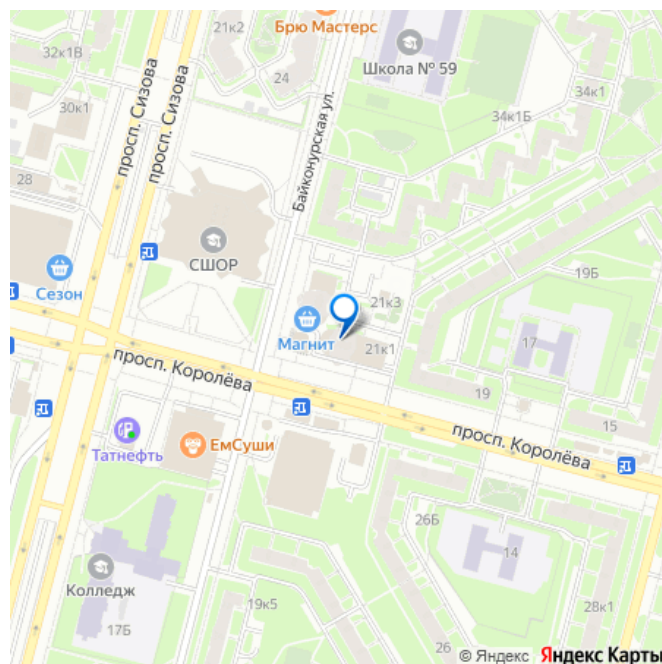 21к2
Брю Мастерс
Школа № 59
32к1В
24
34к1
просп. Сизова
просп. Сизова
Байконурская ул.
30к1
34к1Б
28
СШОР
19Б
Сезон
21к3
Магнит
21к1
17
просп. Королёва
19
15
просп. Королёва
ЕмСуши
Татнефть
26Б
14
Колледж
19к5
28к1
17Б
26
© Яндекс Яндекс Карты